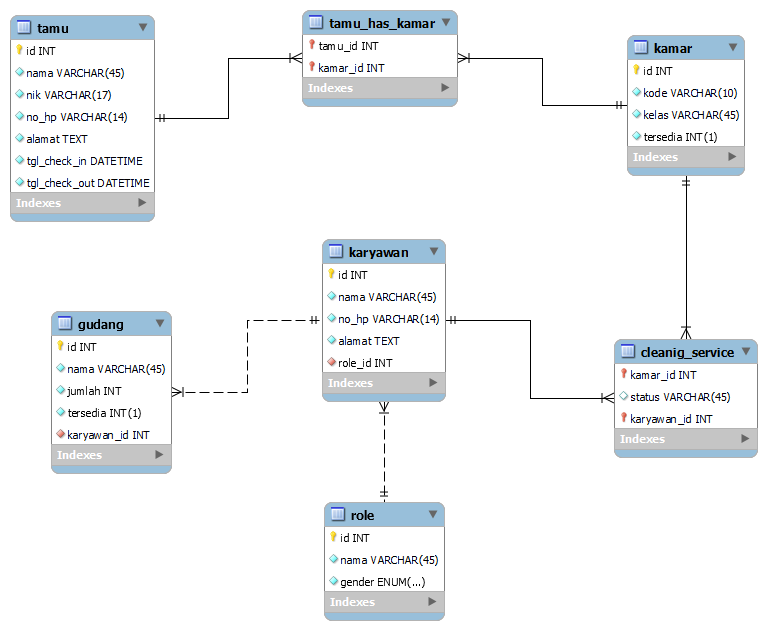 tamu
id INT
nama VARCHAR(45)
nik VARCHAR(17)
no_hp VARCHAR(14)
alamat TEXT
tgl_check_in DATETIME
tgl_check_out DATETIME
Indexes
tamu_has_kamar
tamu_id INT
kamar_id INT
Indexes
kamar
id INT
kode VARCHAR(10)
kelas VARCHAR(45)
tersedia INT(1)
Indexes
karyawan
id INT
nama VARCHAR(45)
no_hp VARCHAR(14)
alamat TEXT
role_id INT
Indexes
gudang
id INT
nama VARCHAR(45)
jumlah INT
tersedia INT(1)
karyawan_id INT
Indexes
cleanig_service
kamar_id INT
status VARCHAR(45)
karyawan_id INT
Indexes
role
id INT
nama VARCHAR(45)
gender ENUM(...)
Indexes